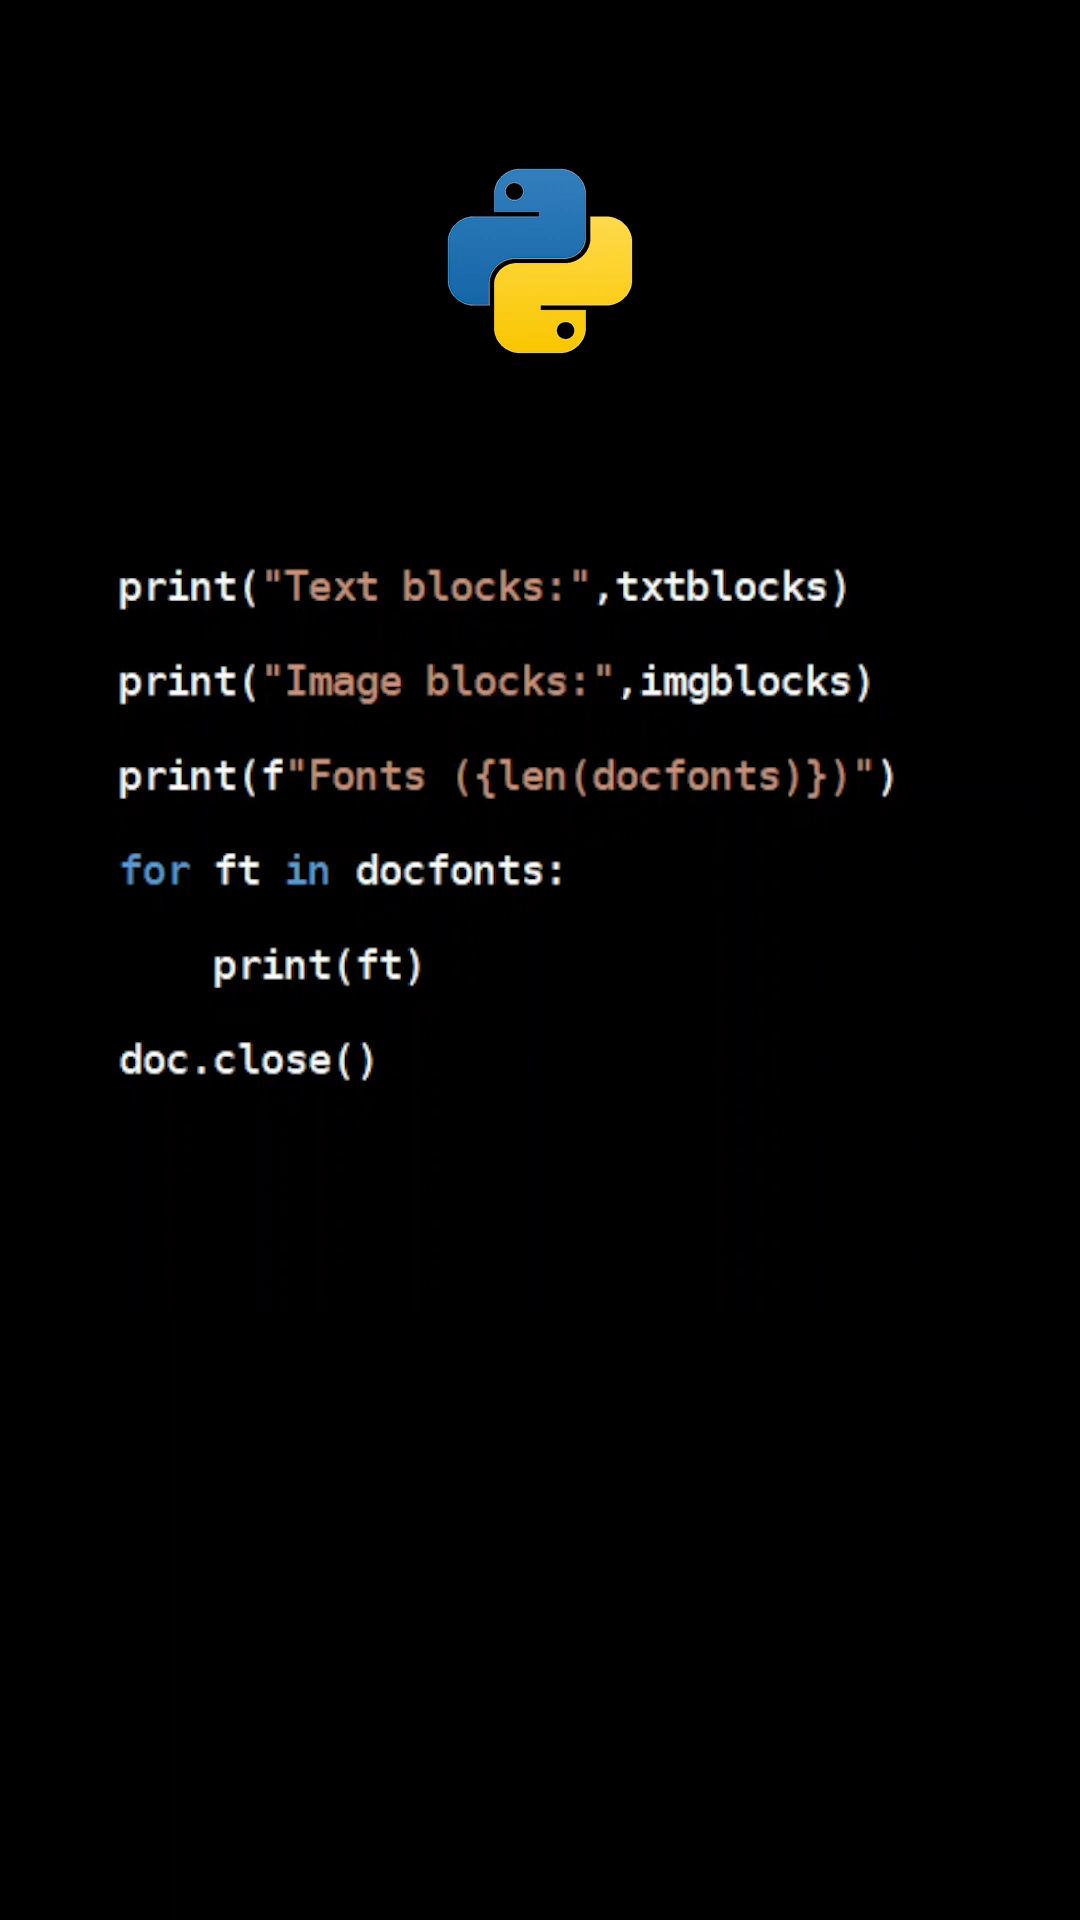 print("Text blocks:",txtblocks)
print("Image blocks:",imgblocks)
print(f"Fonts ({len(docfonts)})")
for ft in docfonts:
    print(ft)
doc.close()